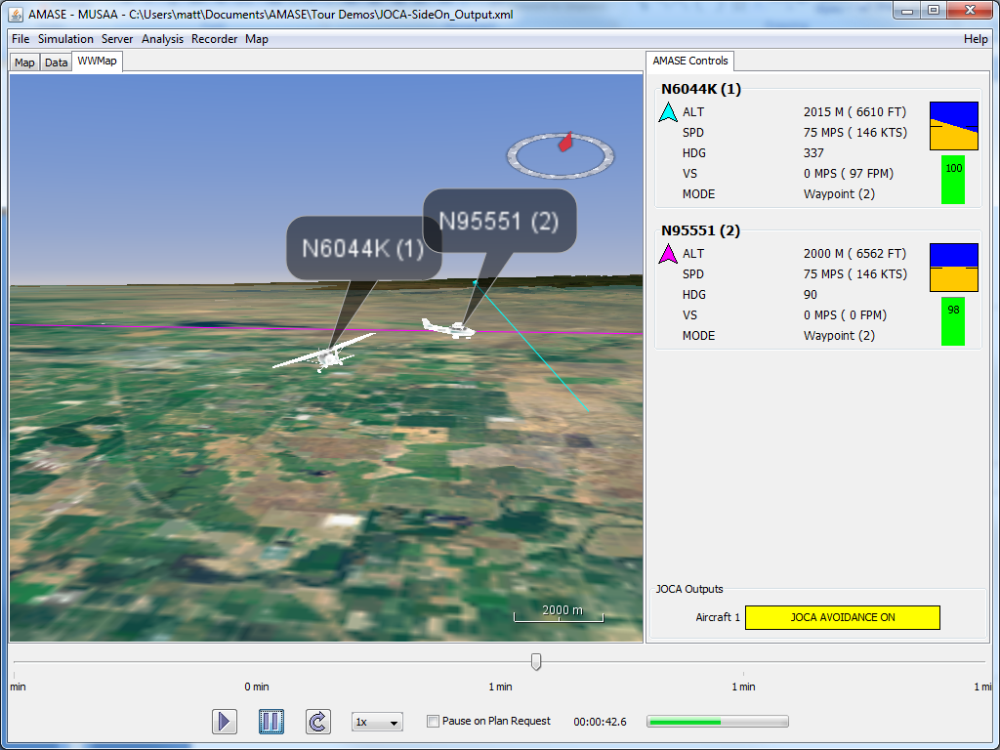 AMASE - MUSAA - C:\Users\matt\Documents\AMASE\Tour Demos\JOCA-SideOn_Output.xml
File Simulation Server Analysis Recorder Map Help
Map Data WWMap
AMASE Controls
N6044K (1)
ALT 2015 M ( 6610 FT)
SPD 75 MPS ( 146 KTS)
HDG 337
VS 0 MPS ( 97 FPM)
MODE Waypoint (2)
100
N95551 (2)
ALT 2000 M ( 6562 FT)
SPD 75 MPS ( 146 KTS)
HDG 90
VS 0 MPS ( 0 FPM)
MODE Waypoint (2)
98
N95551 (2)
N6044K (1)
2000 m
JOCA Outputs
Aircraft 1 JOCA AVOIDANCE ON
min 0 min 1 min 1 min 1 mi
1x Pause on Plan Request 00:00:42.6